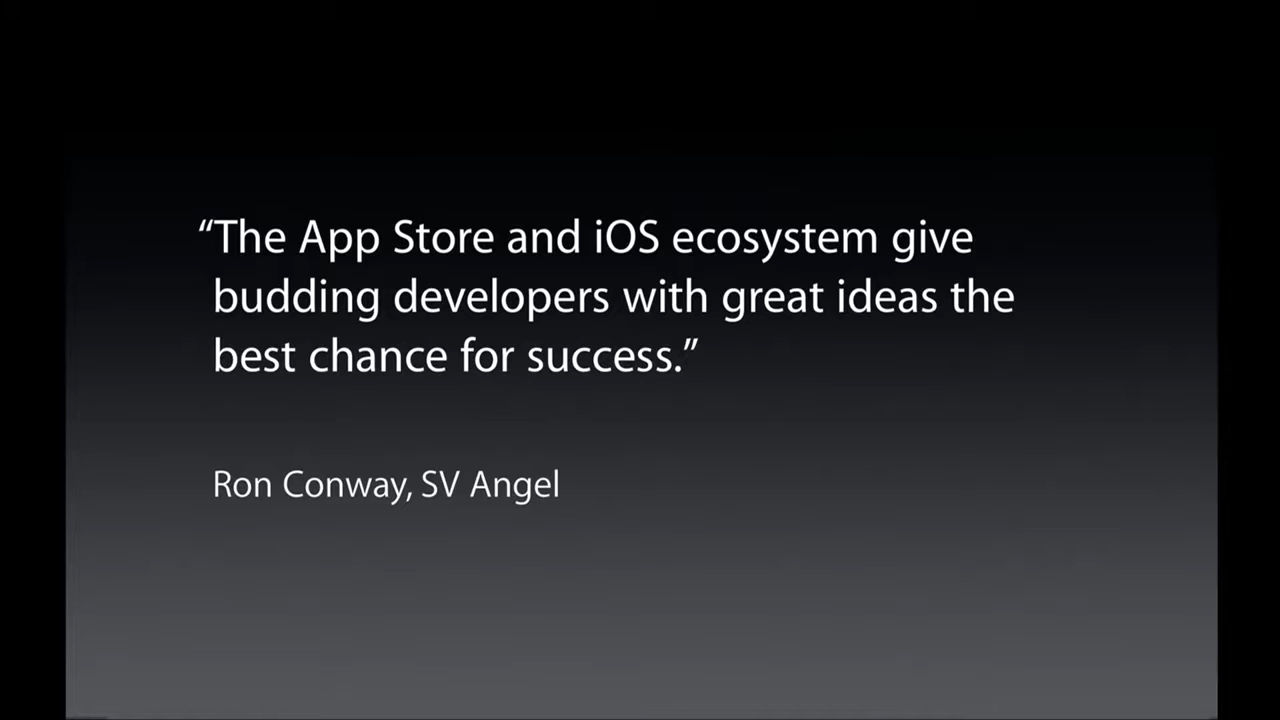 “The App Store and iOS ecosystem give
budding developers with great ideas the
best chance for success.”
Ron Conway, SV Angel